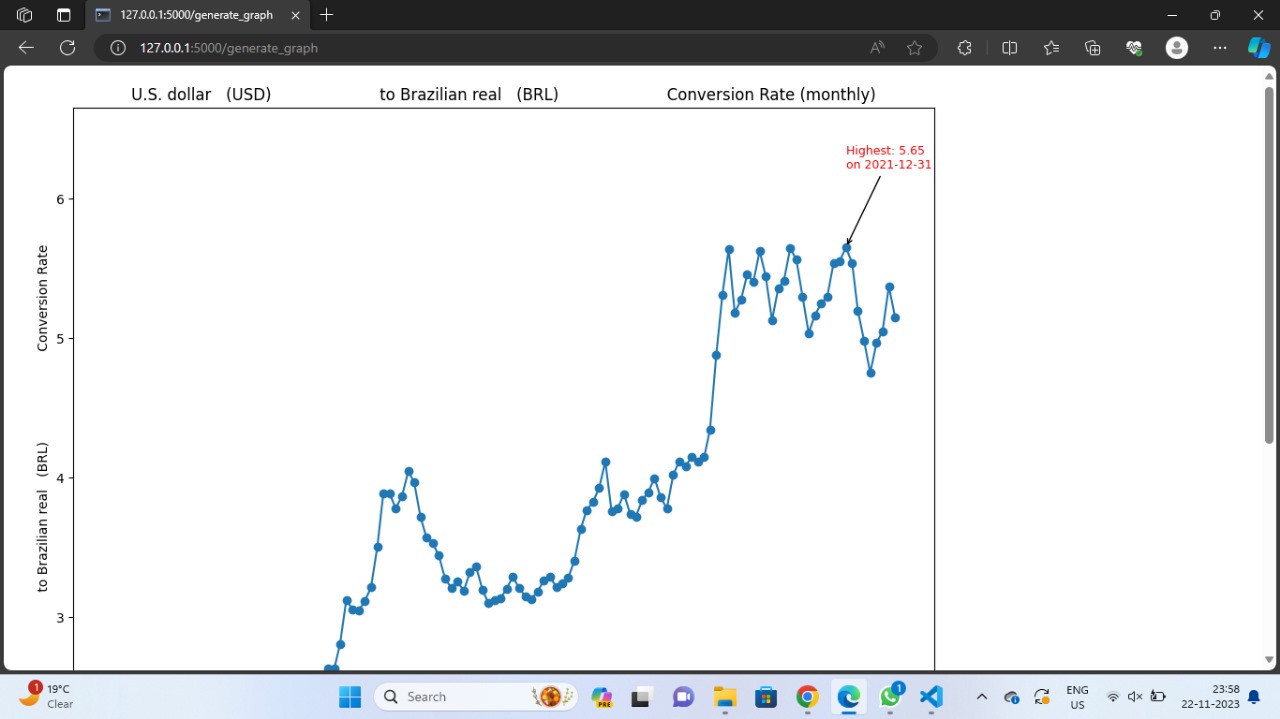 127.0.0.1:5000/generate_graph
127.0.0.1:5000/generate_graph
U.S. dollar (USD) to Brazilian real (BRL) Conversion Rate (monthly)
Highest: 5.65
on 2021-12-31
6
5
4
3
to Brazilian real (BRL) Conversion Rate
1
19°C
Clear
Search
PRE
1
ENG
US
23:58
22-11-2023